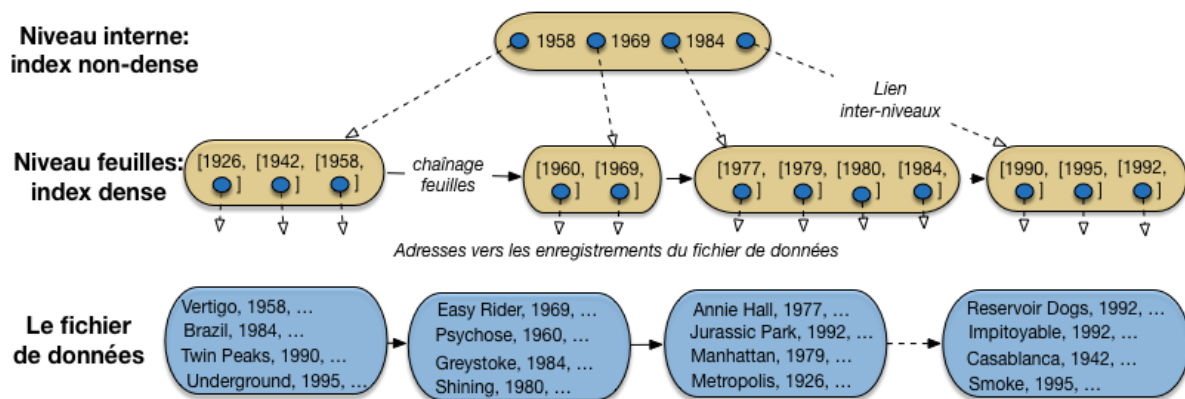 Niveau interne:
index non-dense
1958 1969 1984
Lien
inter-niveaux
Niveau feuilles:
index dense
[1926, ] [1942, ] [1958, ]
chaînage
feuilles
[1960, ] [1969, ]
[1977, ] [1979, ] [1980, ] [1984, ]
[1990, ] [1995, ] [1992, ]
Adresses vers les enregistrements du fichier de données
Le fichier
de données
Vertigo, 1958, ...
Brazil, 1984, ...
Twin Peaks, 1990, ...
Underground, 1995, ...
Easy Rider, 1969, ...
Psychose, 1960, ...
Greystoke, 1984, ...
Shining, 1980, ...
Annie Hall, 1977, ...
Jurassic Park, 1992, ...
Manhattan, 1979, ...
Metropolis, 1926, ...
Reservoir Dogs, 1992, ...
Impitoyable, 1992, ...
Casablanca, 1942, ...
Smoke, 1995, ...